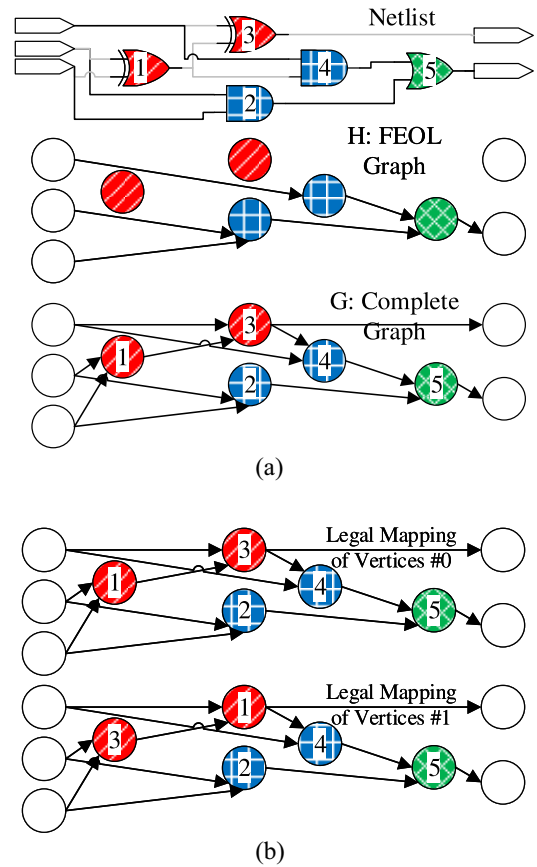 Netlist
3
1
4
5
2
H: FEOL
Graph
G: Complete
Graph
3
1
4
2
5
(a)
Legal Mapping
of Vertices #0
3
1
4
2
5
Legal Mapping
of Vertices #1
1
3
4
2
5
(b)